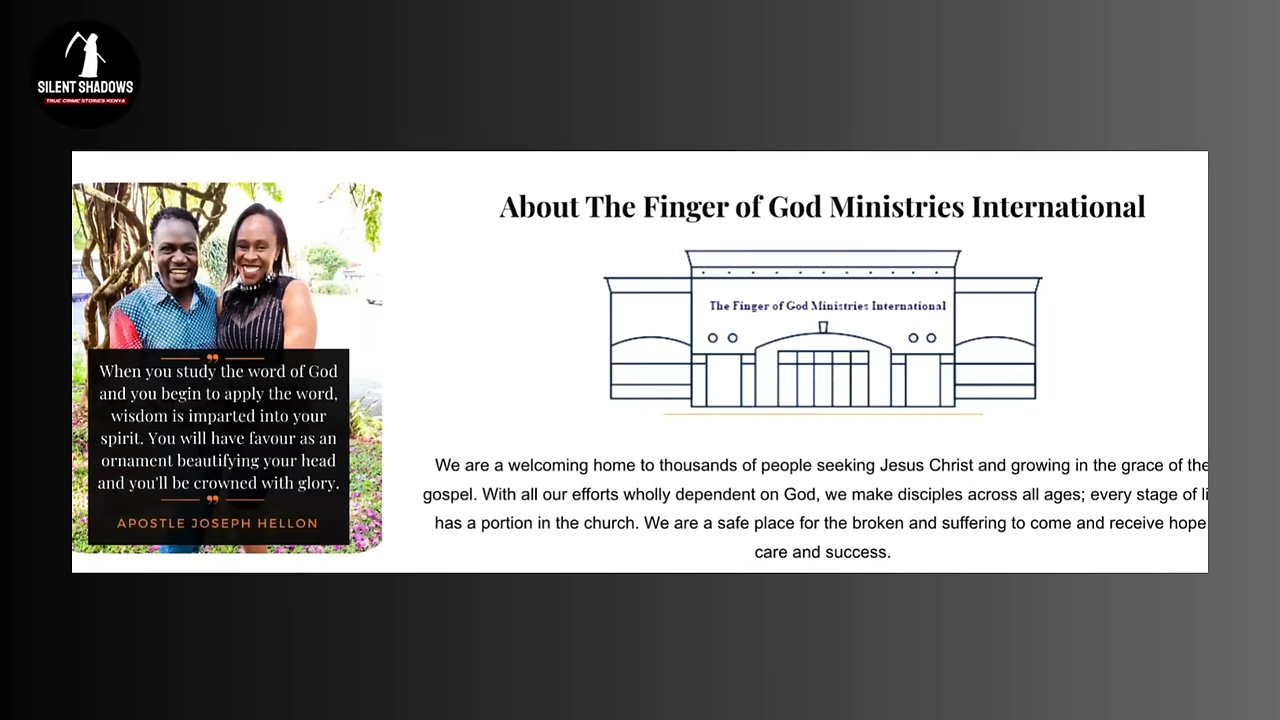 SILENT SHADOWS
TRUE CRIME STORIES KENYA
About The Finger of God Ministries International
The Finger of God Ministries International
When you study the word of God
and you begin to apply the word,
wisdom is imparted into your
spirit. You will have favour as an
ornament beautifying your head
and you'll be crowned with glory.
APOSTLE JOSEPH HELLON
We are a welcoming home to thousands of people seeking Jesus Christ and growing in the grace of the
gospel. With all our efforts wholly dependent on God, we make disciples across all ages; every stage of li
has a portion in the church. We are a safe place for the broken and suffering to come and receive hope
care and success.